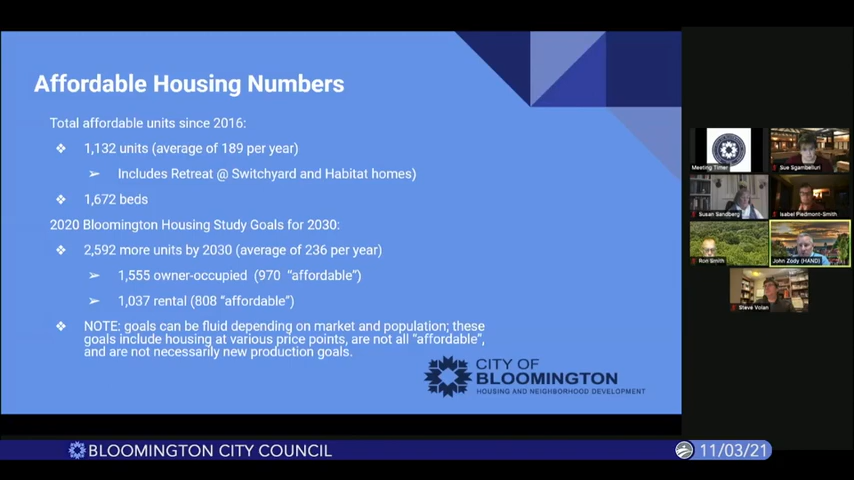 Affordable Housing Numbers
Total affordable units since 2016:
❖ 1,132 units (average of 189 per year)
➢ Includes Retreat @ Switchyard and Habitat homes)
❖ 1,672 beds
2020 Bloomington Housing Study Goals for 2030:
❖ 2,592 more units by 2030 (average of 236 per year)
➢ 1,555 owner-occupied (970 "affordable")
➢ 1,037 rental (808 "affordable")
❖ NOTE: goals can be fluid depending on market and population; these
goals include housing at various price points, are not all "affordable",
and are not necessarily new production goals.
CITY OF
BLOOMINGTON
HOUSING AND NEIGHBORHOOD DEVELOPMENT
Meeting Timer
Sue Sgambelluri
Susan Sandberg
Isabel Piedmont-Smith
Ron Smith
John Zody (HAND)
Steve Volan
BLOOMINGTON CITY COUNCIL
11/03/21